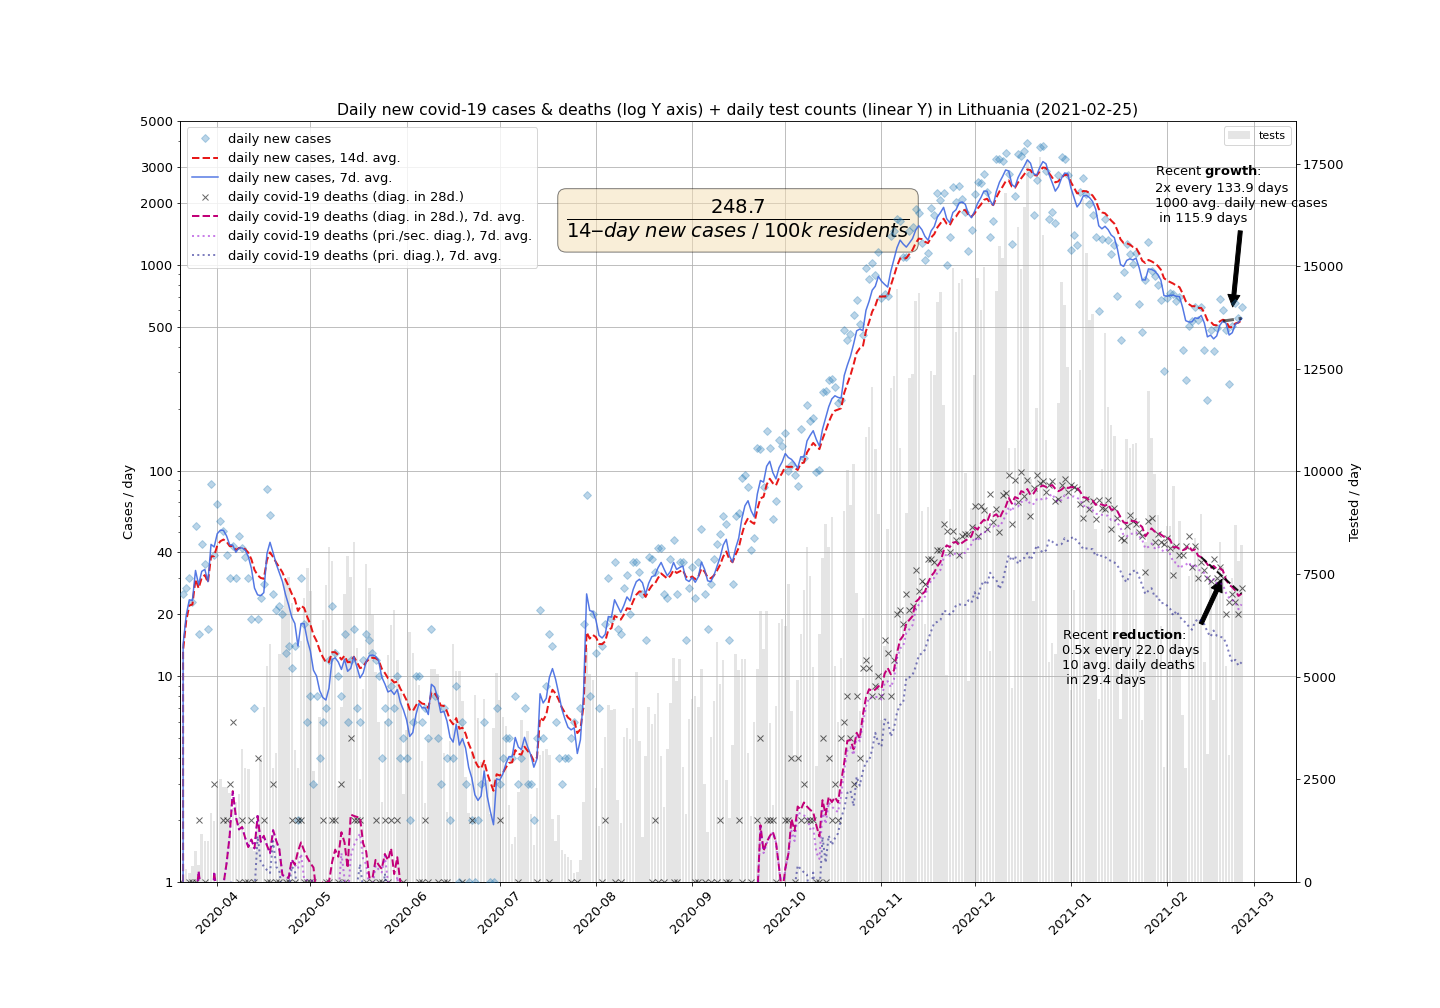 Daily new covid-19 cases & deaths (log Y axis) + daily test counts (linear Y) in Lithuania (2021-02-25)
daily new cases
daily new cases, 14d. avg.
daily new cases, 7d. avg.
daily covid-19 deaths (diag. in 28d.)
daily covid-19 deaths (diag. in 28d.), 7d. avg.
daily covid-19 deaths (pri./sec. diag.), 7d. avg.
daily covid-19 deaths (pri. diag.), 7d. avg.
248.7
14–day new cases / 100k residents
tests
Recent growth:
2x every 133.9 days
1000 avg. daily new cases
in 115.9 days
Recent reduction:
0.5x every 22.0 days
10 avg. daily deaths
in 29.4 days
Cases / day
5000
3000
2000
1000
500
100
40
20
10
2
1
Tested / day
17500
15000
12500
10000
7500
5000
2500
0
2020-04
2020-05
2020-06
2020-07
2020-08
2020-09
2020-10
2020-11
2020-12
2021-01
2021-02
2021-03